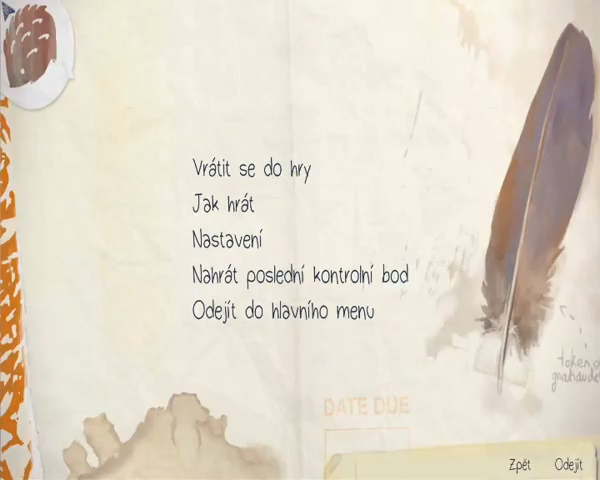 Vrátit se do hry
Jak hrát
Nastavení
Nahrát poslední kontrolní bod
Odejít do hlavního menu
DATE DUE
Zpět Odejít